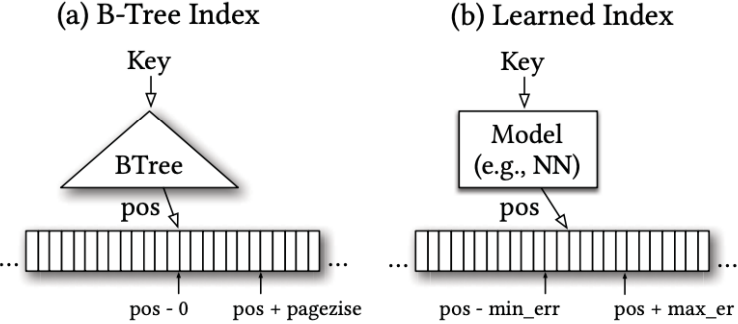 (a) B-Tree Index
Key
BTree
pos
...
...
pos - 0
pos + pagezise
(b) Learned Index
Key
Model
(e.g., NN)
pos
...
...
pos - min_err
pos + max_er